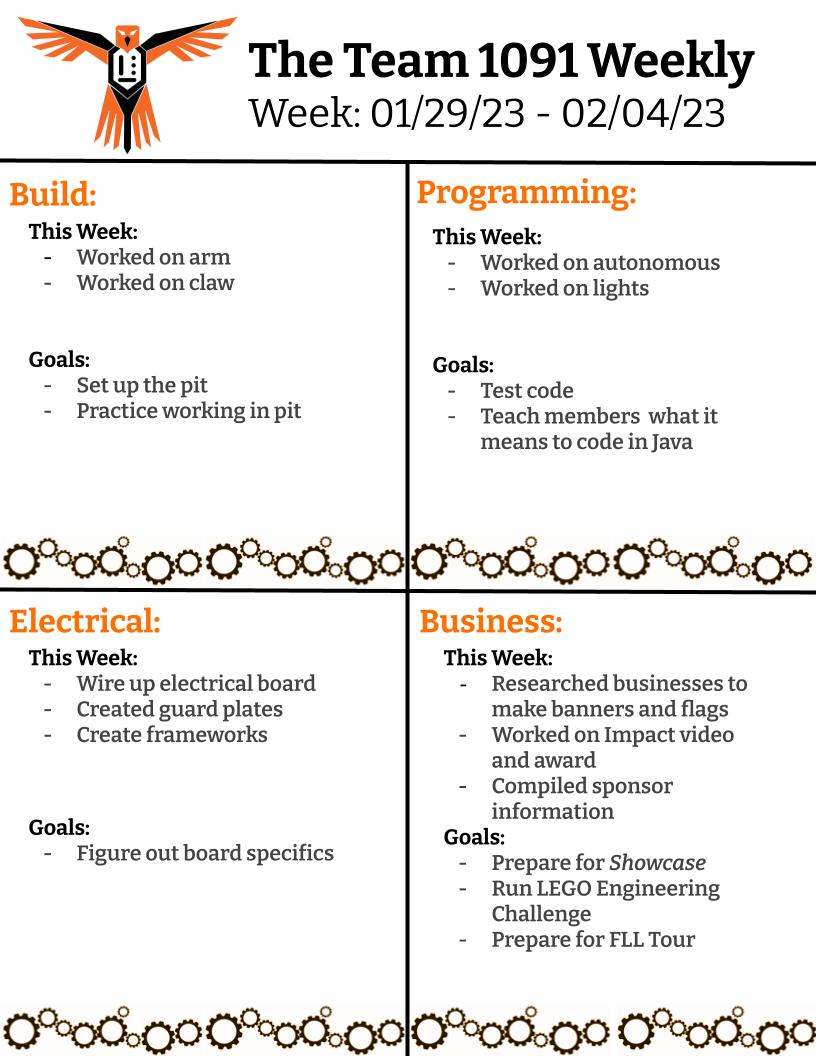 The Team 1091 Weekly
Week: 01/29/23 - 02/04/23
Build:
This Week:
- Worked on arm
- Worked on claw
Goals:
- Set up the pit
- Practice working in pit
Programming:
This Week:
- Worked on autonomous
- Worked on lights
Goals:
- Test code
- Teach members  what it
means to code in Java
Electrical:
This Week:
- Wire up electrical board
- Created guard plates
- Create frameworks
Goals:
- Figure out board specifics
Business:
This Week:
- Researched businesses to
make banners and flags
- Worked on Impact video
and award
- Compiled sponsor
information
Goals:
- Prepare for Showcase
- Run LEGO Engineering
Challenge
- Prepare for FLL Tour